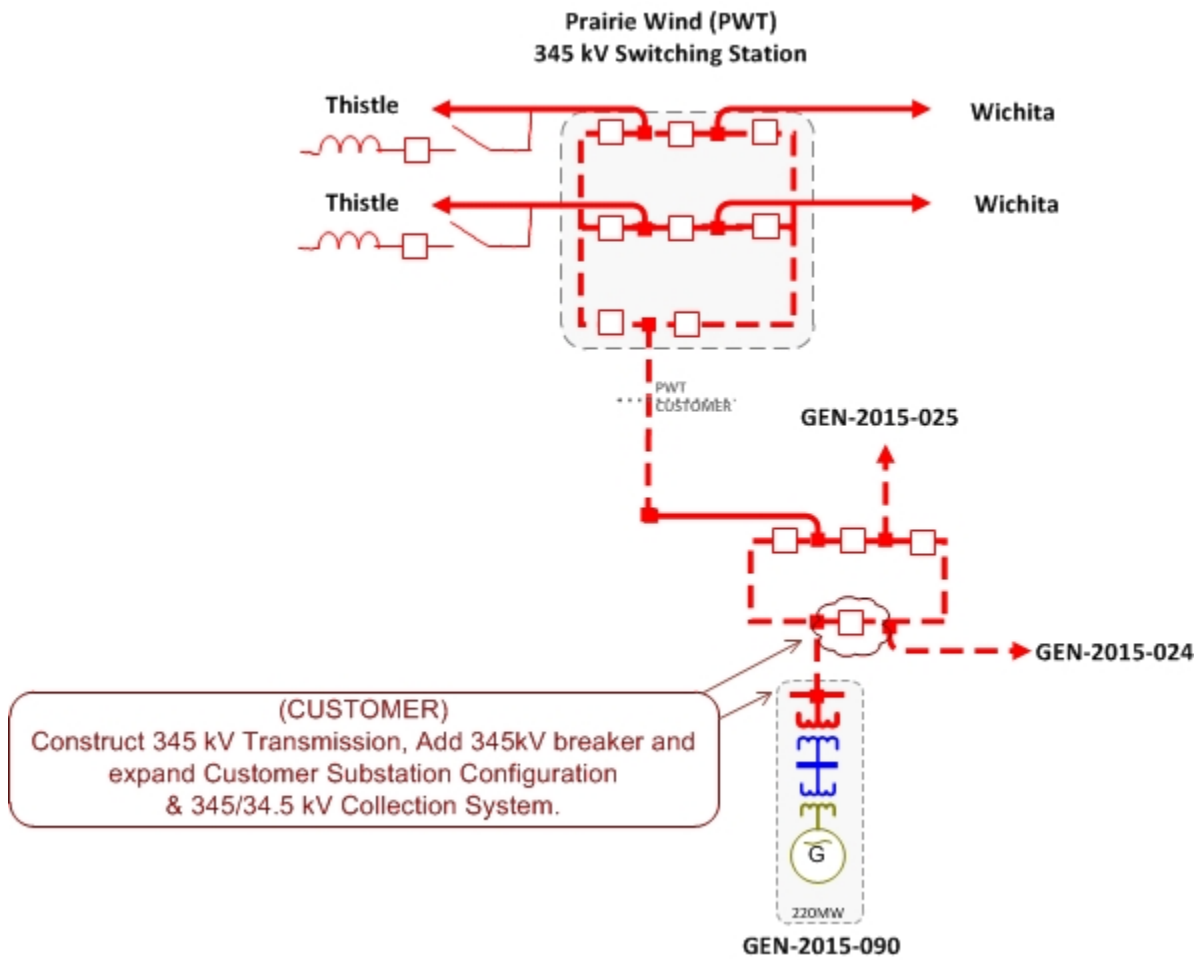 Prairie Wind (PWT)
345 kV Switching Station
Thistle
Wichita
Thistle
Wichita
PWT
CUSTOMER
GEN-2015-025
GEN-2015-024
(CUSTOMER)
Construct 345 kV Transmission, Add 345kV breaker and
expand Customer Substation Configuration
& 345/34.5 kV Collection System.
G
220MW
GEN-2015-090